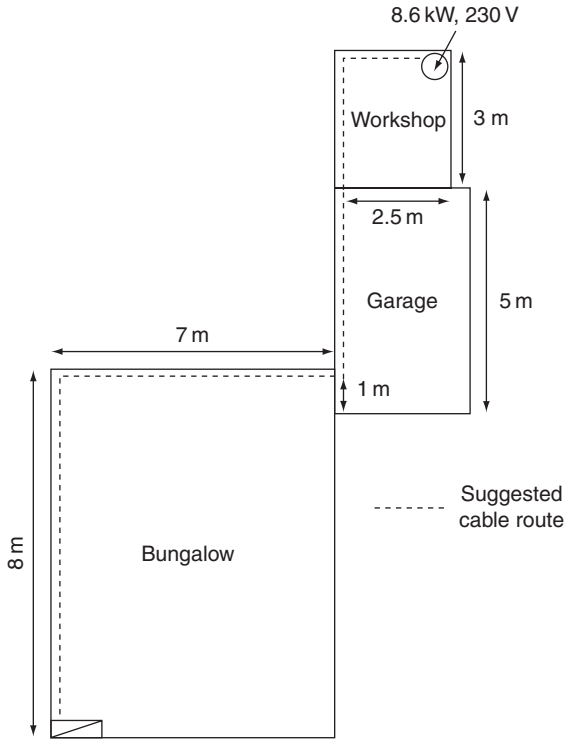 8.6 kW, 230 V
Workshop
3 m
2.5 m
Garage
5 m
7 m
1 m
Suggested
cable route
Bungalow
8 m